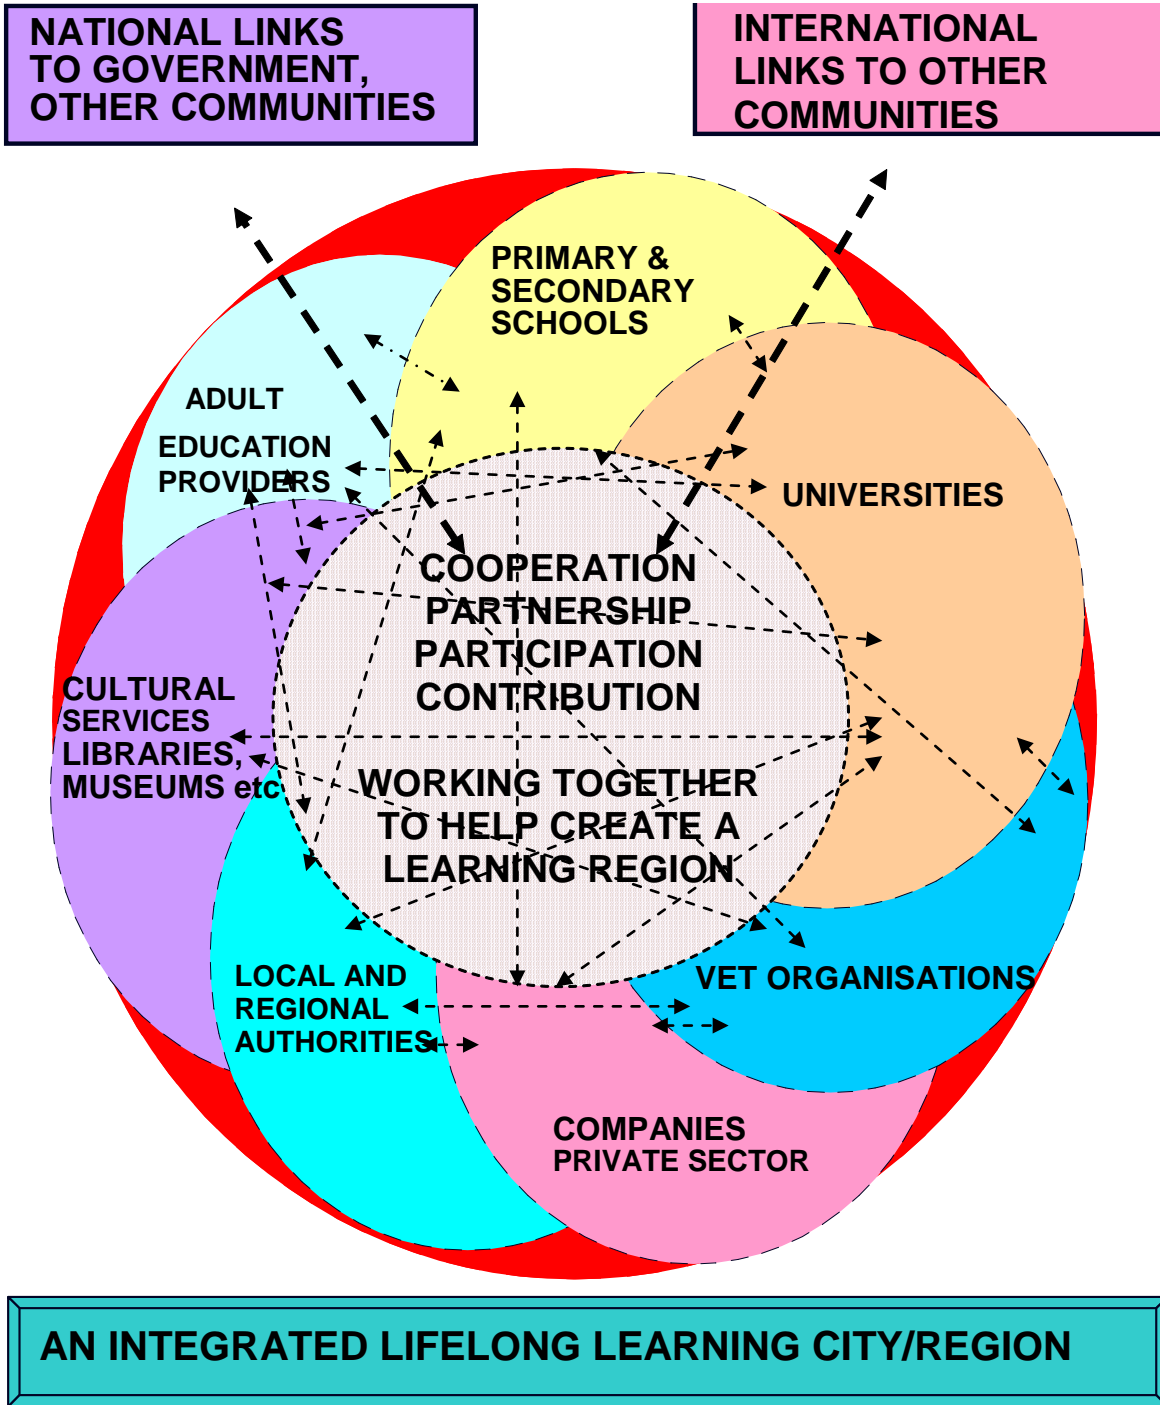 NATIONAL LINKS
TO GOVERNMENT,
OTHER COMMUNITIES
INTERNATIONAL
LINKS TO OTHER
COMMUNITIES
PRIMARY &
SECONDARY
SCHOOLS
ADULT
EDUCATION
PROVIDERS
UNIVERSITIES
COOPERATION
PARTNERSHIP
PARTICIPATION
CONTRIBUTION
WORKING TOGETHER
TO HELP CREATE A
LEARNING REGION
CULTURAL
SERVICES
LIBRARIES,
MUSEUMS etc
LOCAL AND
REGIONAL
AUTHORITIES
VET ORGANISATIONS
COMPANIES
PRIVATE SECTOR
AN INTEGRATED LIFELONG LEARNING CITY/REGION